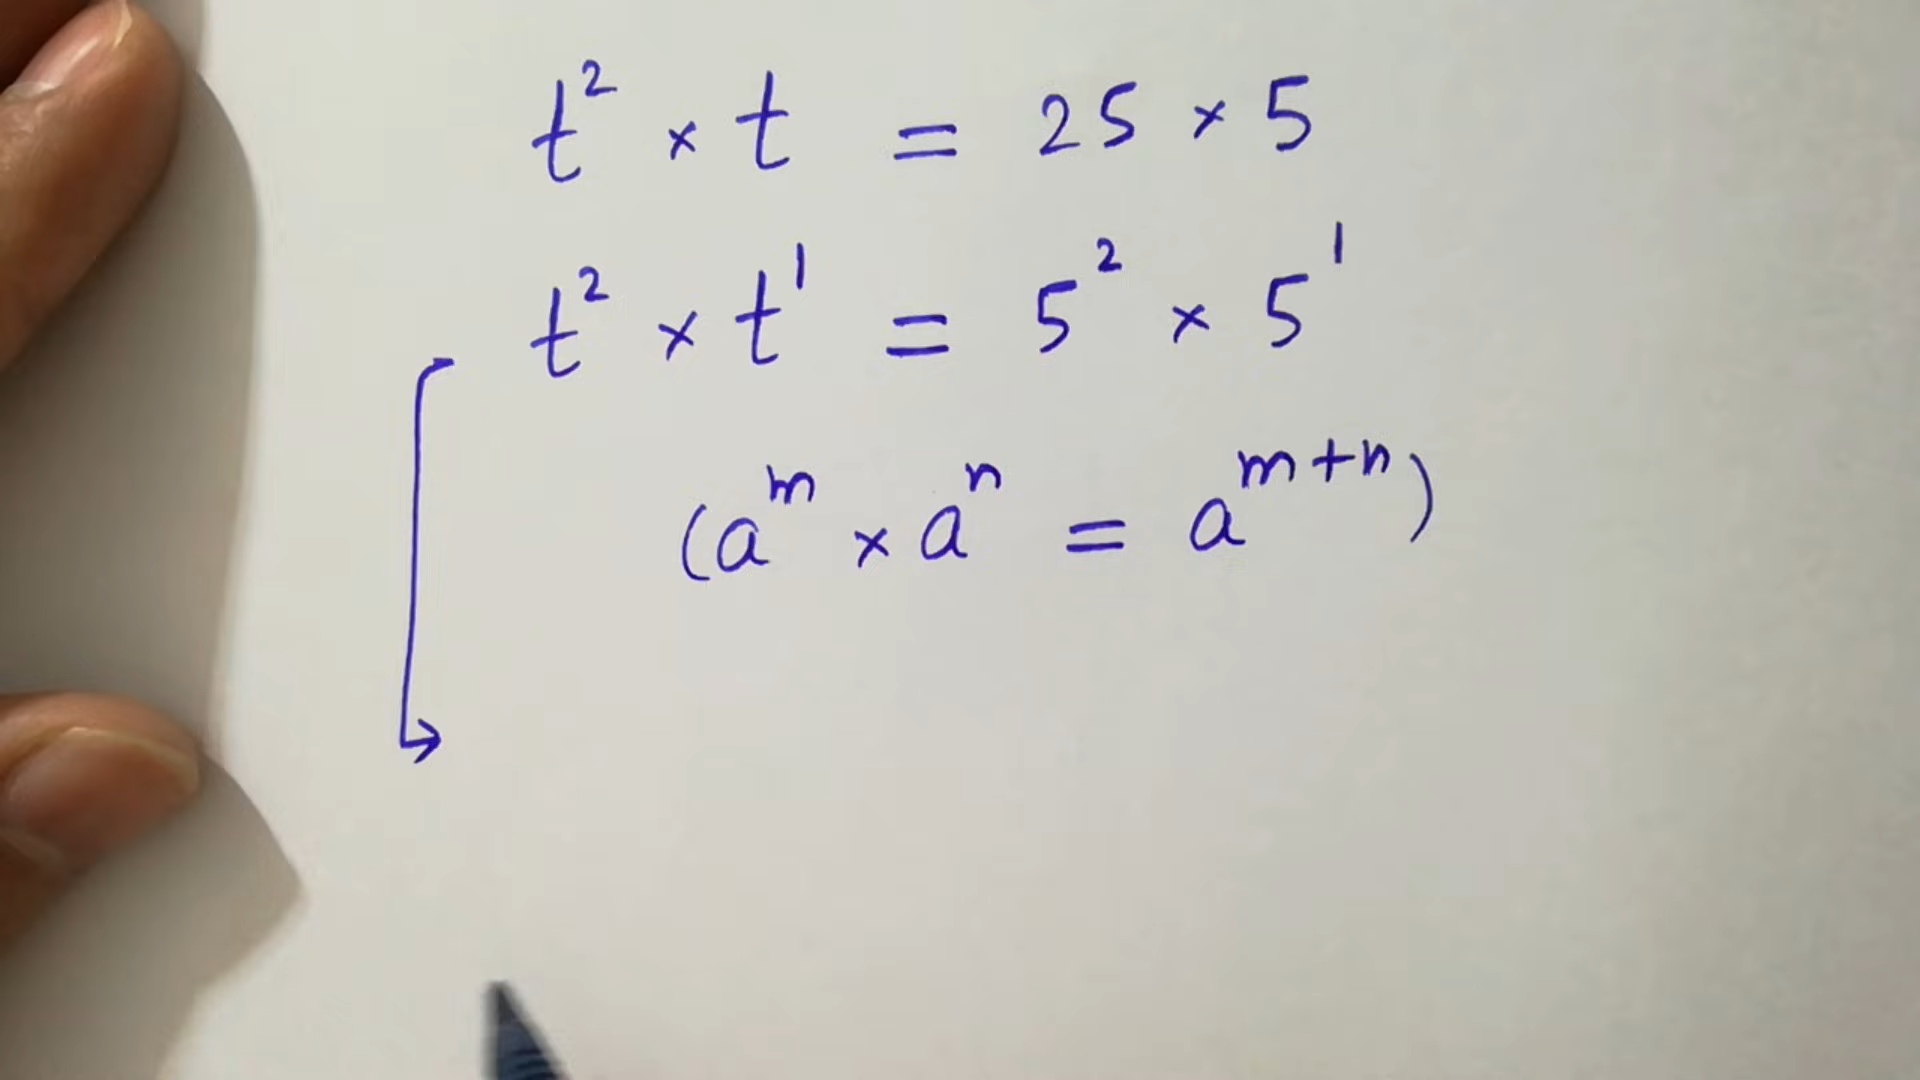 t² × t = 25 × 5
t² × t¹ = 5² × 5¹
(aᵐ × aⁿ = aᵐ⁺ⁿ)